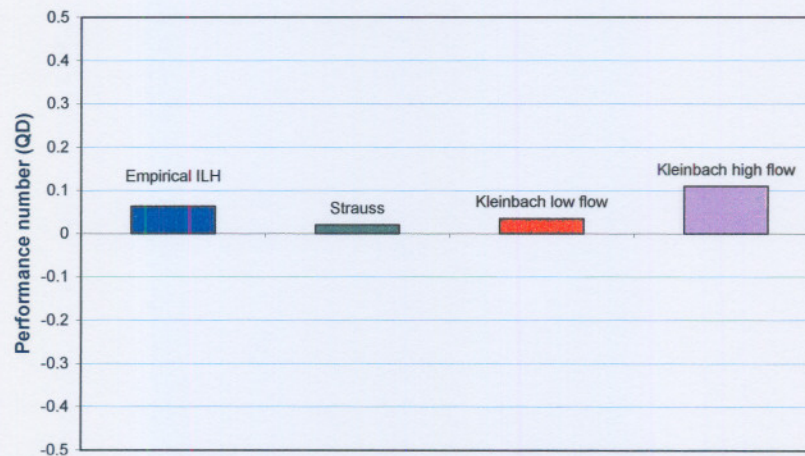 Performance number (QD)
0.5
0.4
0.3
0.2
0.1
0
-0.1
-0.2
-0.3
-0.4
-0.5
Empirical ILH
Strauss
Kleinbach low flow
Kleinbach high flow